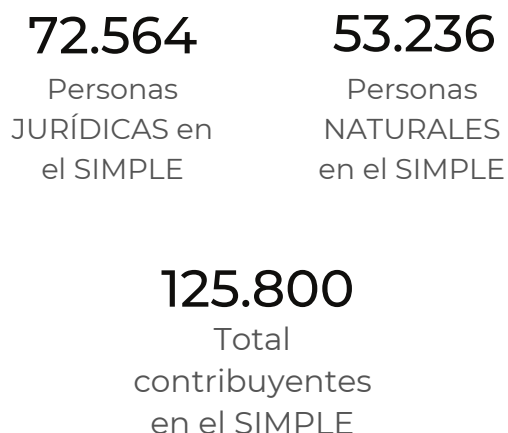 72.564
Personas
JURÍDICAS en
el SIMPLE
53.236
Personas
NATURALES
en el SIMPLE
125.800
Total
contribuyentes
en el SIMPLE